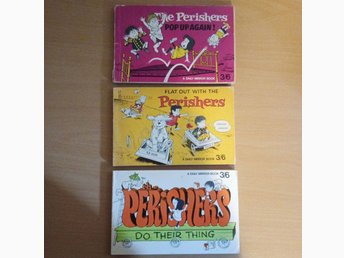 The Perishers
POP UP AGAIN!
A DAILY MIRROR BOOK 3/6
FLAT OUT WITH THE
Perishers
A DAILY MIRROR BOOK 3/6
A DAILY MIRROR BOOK 3/6
the
PERISHERS
DO THEIR THING